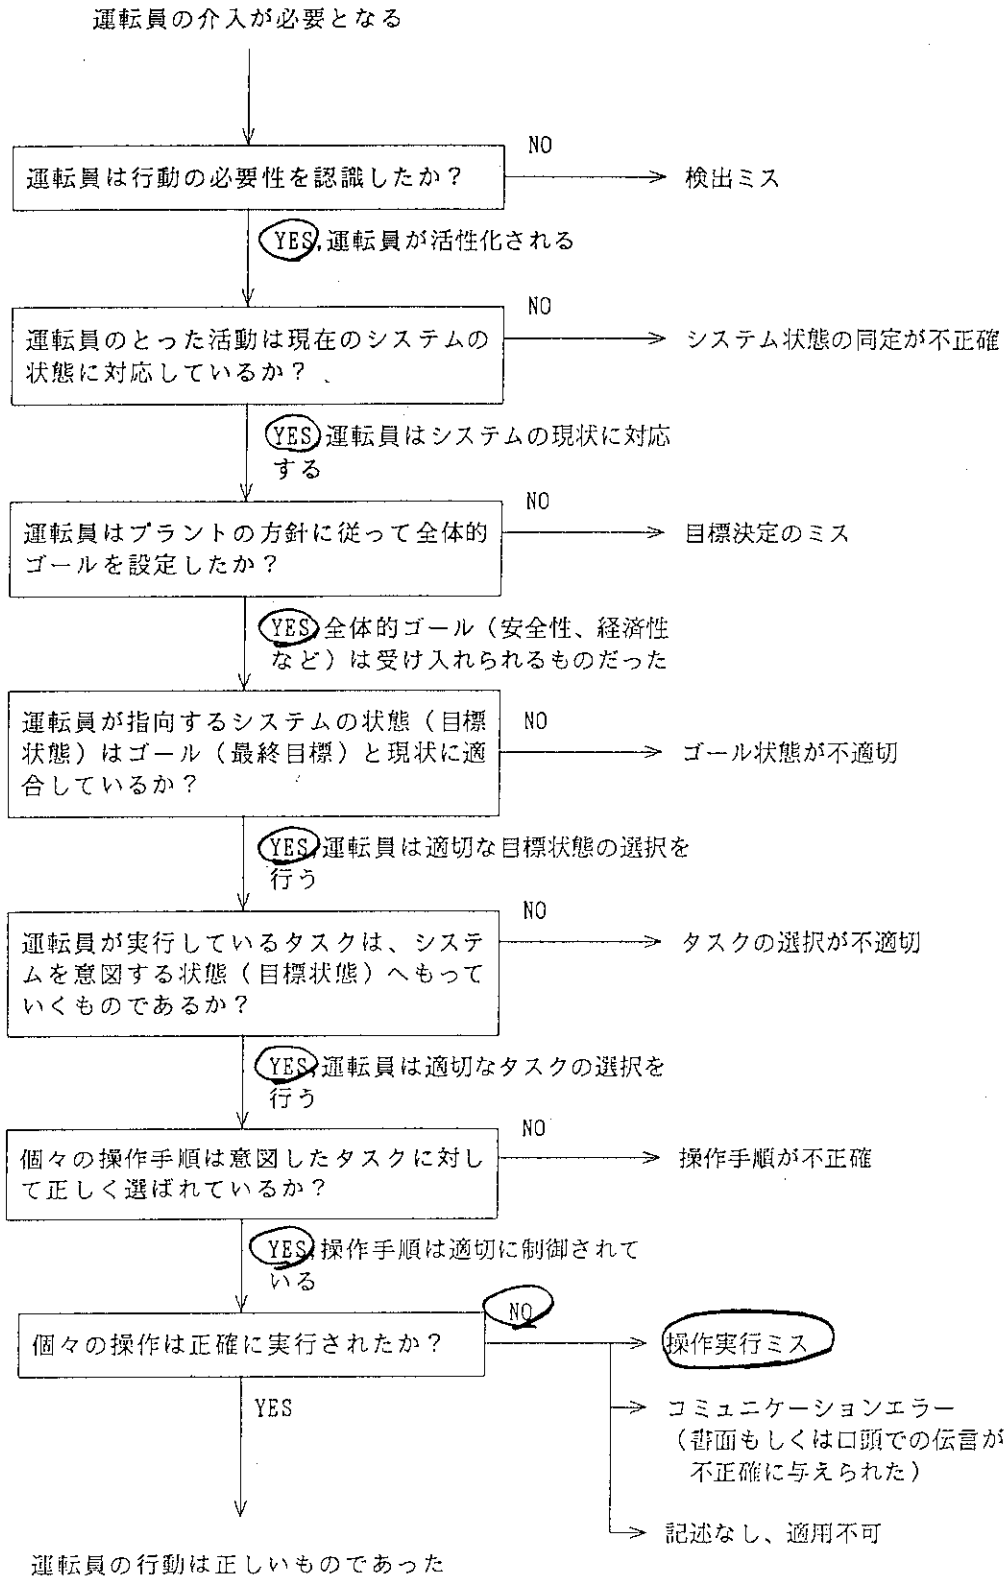 運転員の介入が必要となる
NO
運転員は行動の必要性を認識したか？
検出ミス
YES,運転員が活性化される
NO
運転員のとった活動は現在のシステムの
状態に対応しているか？
システム状態の同定が不正確
YES,運転員はシステムの現状に対応
する
NO
運転員はプラントの方針に従って全体的
ゴールを設定したか？
目標決定のミス
YES,全体的ゴール（安全性、経済性
など）は受け入れられるものだった
運転員が指向するシステムの状態（目標
状態）はゴール（最終目標）と現状に適
合しているか？
NO
ゴール状態が不適切
YES,運転員は適切な目標状態の選択を
行う
NO
運転員が実行しているタスクは、システ
ムを意図する状態（目標状態）へもって
いくものであるか？
タスクの選択が不適切
YES,運転員は適切なタスクの選択を
行う
NO
個々の操作手順は意図したタスクに対し
て正しく選ばれているか？
操作手順が不正確
YES,操作手順は適切に制御されて
いる
NO
個々の操作は正確に実行されたか？
操作実行ミス
YES
コミュニケーションエラー
（書面もしくは口頭での伝言が
不正確に与えられた）
記述なし、適用不可
運転員の行動は正しいものであった